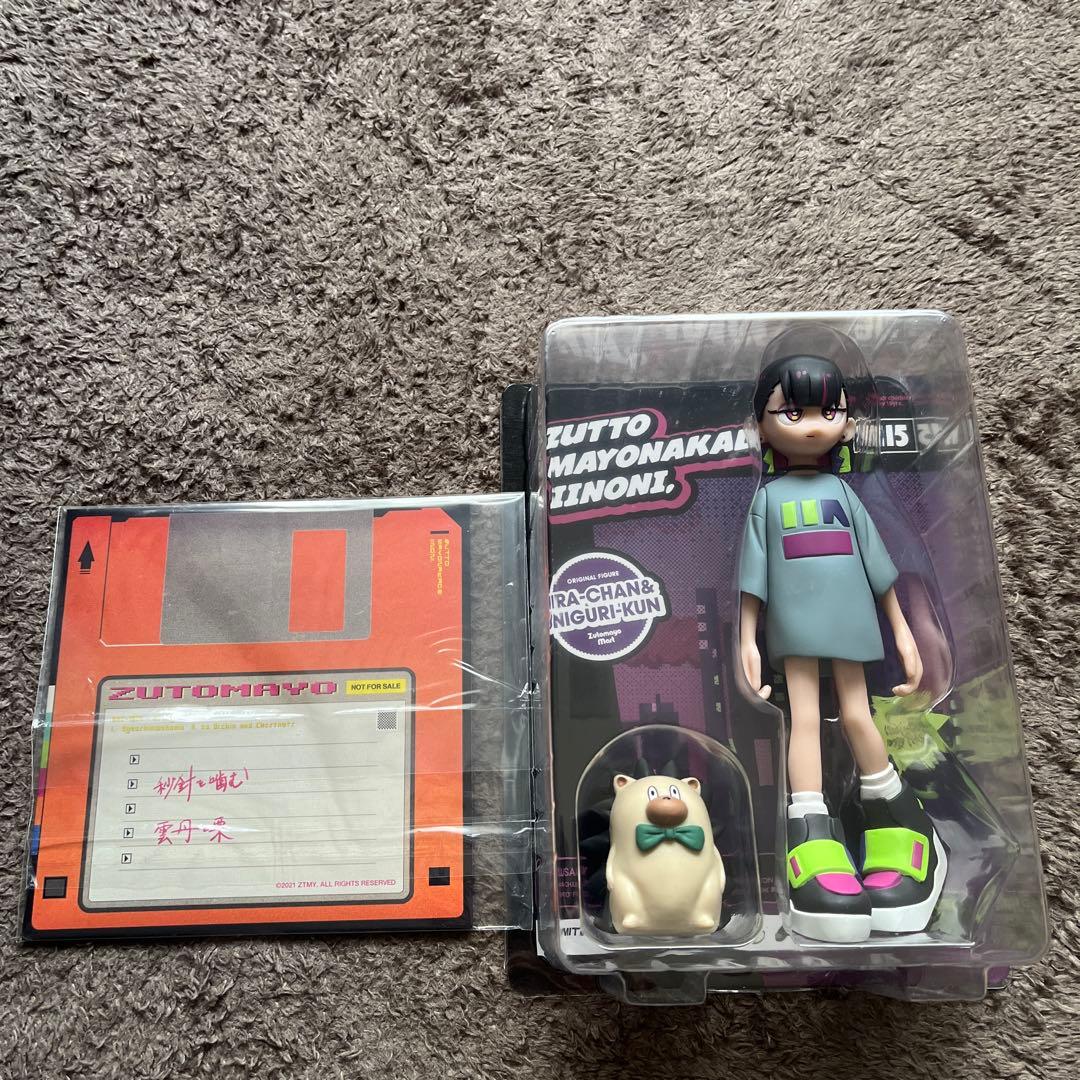 ZUTTO
MAYONAKA
IINONI,
15
ORIGINAL FIGURE
IRA-CHAN&
NIGURI-KUN
Zutomayo
Mart
ZUTOMAYO
NOT FOR SALE
秒針を噛む
雲丹栗
©2021 ZTMY. ALL RIGHTS RESERVED